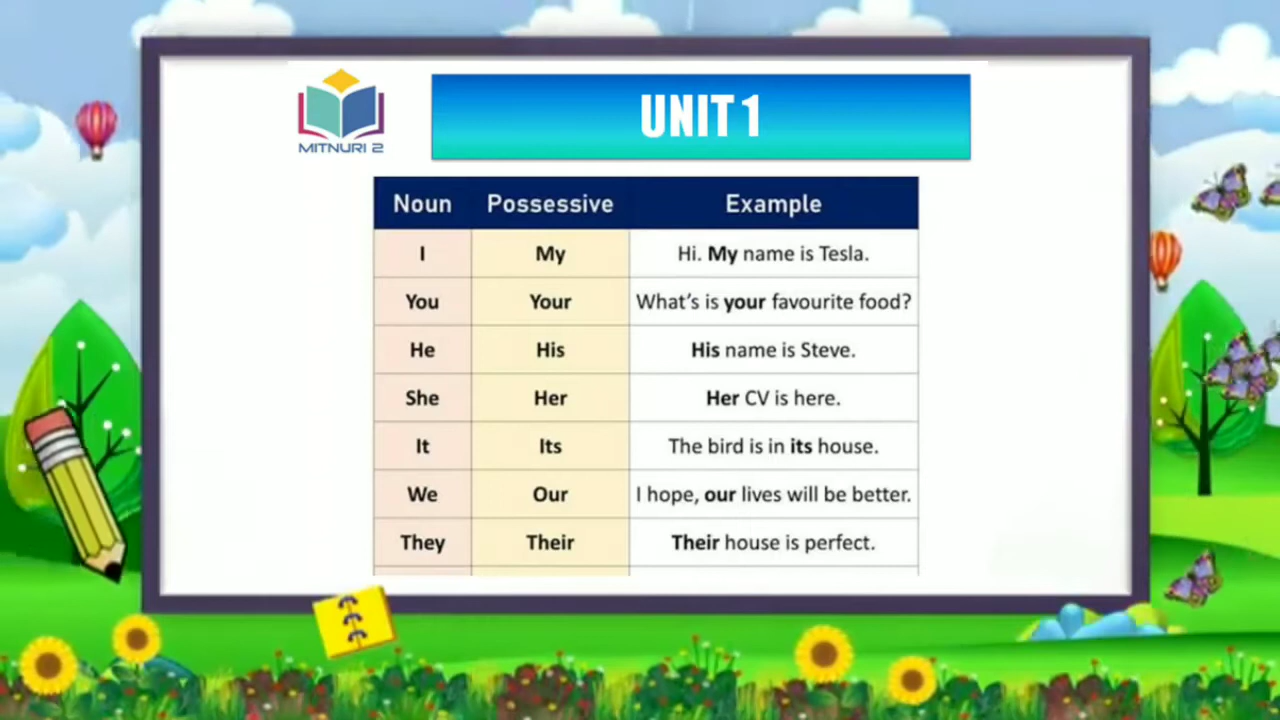 MITNURI 2
UNIT 1
Noun Possessive Example
I My Hi. My name is Tesla.
You Your What's is your favourite food?
He His His name is Steve.
She Her Her CV is here.
It Its The bird is in its house.
We Our I hope, our lives will be better.
They Their Their house is perfect.